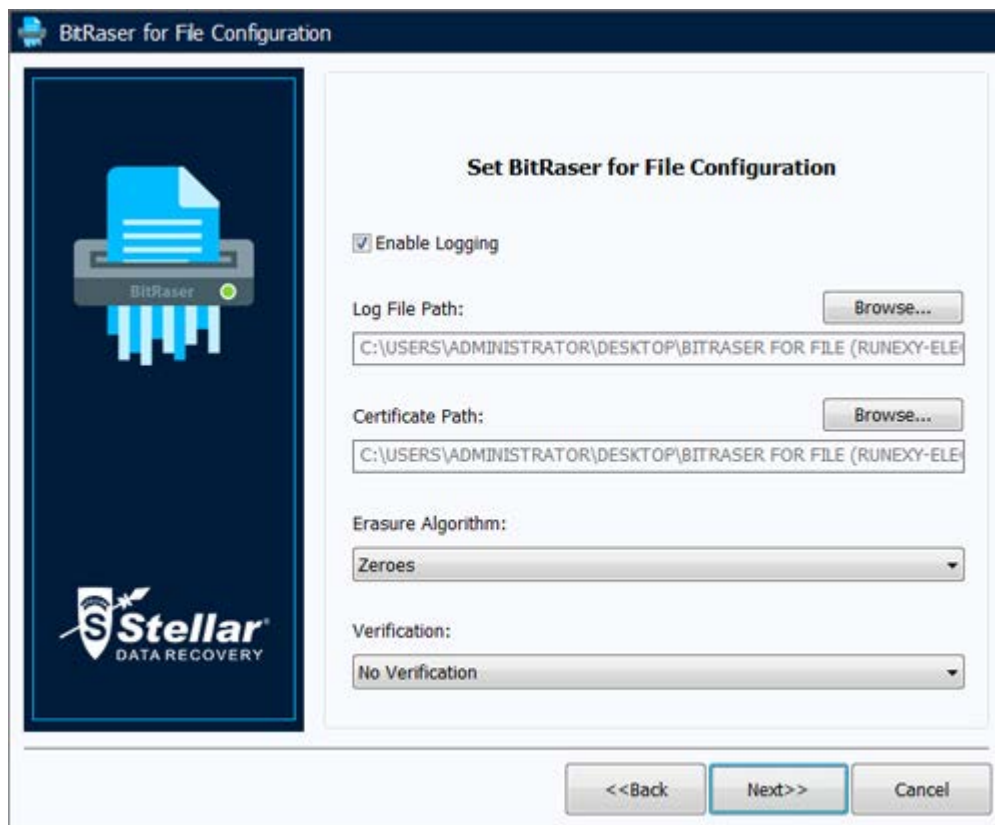 BitRaser for File Configuration
BitRaser
Stellar
DATA RECOVERY
Set BitRaser for File Configuration
Enable Logging
Log File Path:
Browse...
C:\USERS\ADMINISTRATOR\DESKTOP\BITRASER FOR FILE (RUNEXY-ELE
Certificate Path:
Browse...
C:\USERS\ADMINISTRATOR\DESKTOP\BITRASER FOR FILE (RUNEXY-ELE
Erasure Algorithm:
Zeroes
Verification:
No Verification
<<Back
Next>>
Cancel